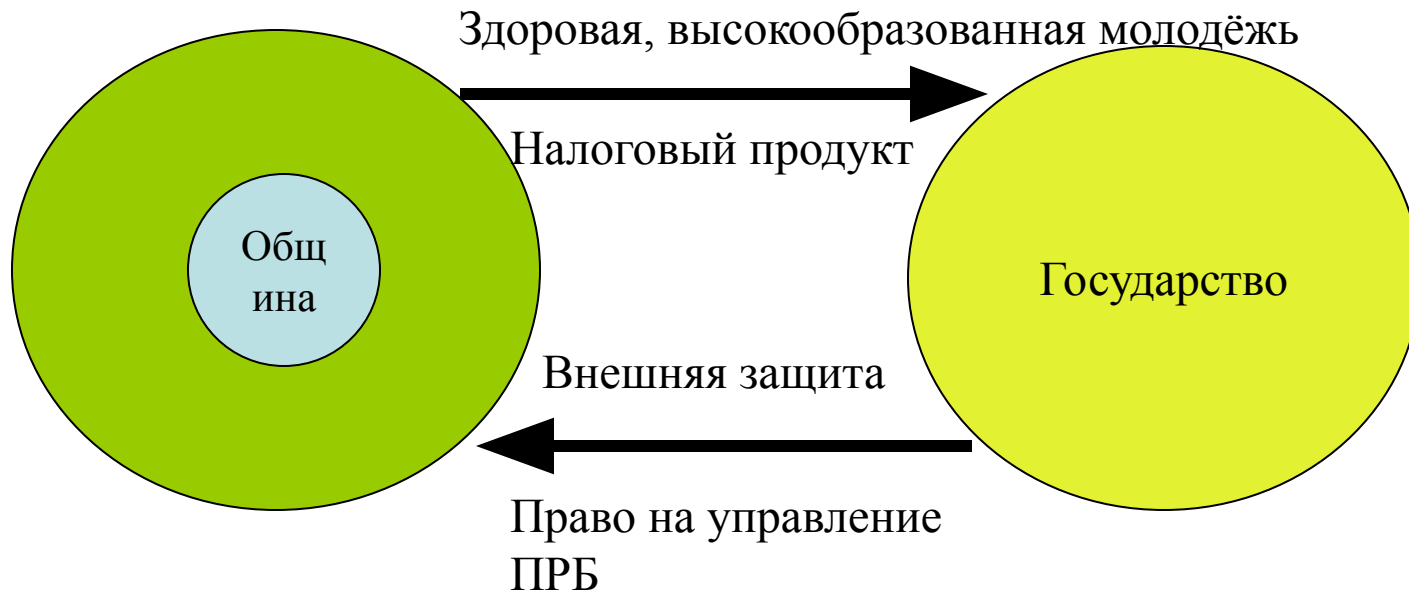 Здоровая, высокообразованная молодёжь
Налоговый продукт
Общ
ина
Государство
Внешняя защита
Право на управление
ПРБ